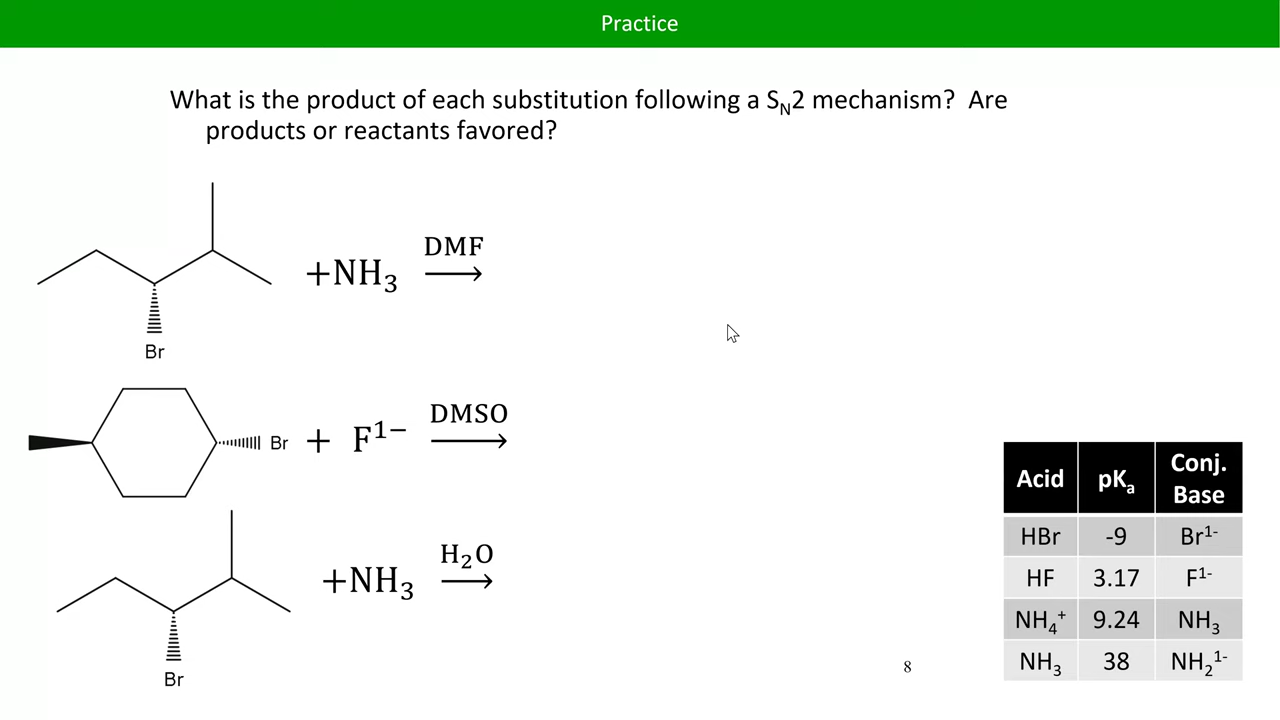 Practice
What is the product of each substitution following a SN2 mechanism? Are
products or reactants favored?
Br
+NH₃ DMF ⟶
Br + F¹⁻ DMSO ⟶
Br
+NH₃ H₂O ⟶
Acid pKₐ Conj. Base
HBr -9 Br¹⁻
HF 3.17 F¹⁻
NH₄⁺ 9.24 NH₃
NH₃ 38 NH₂¹⁻
8